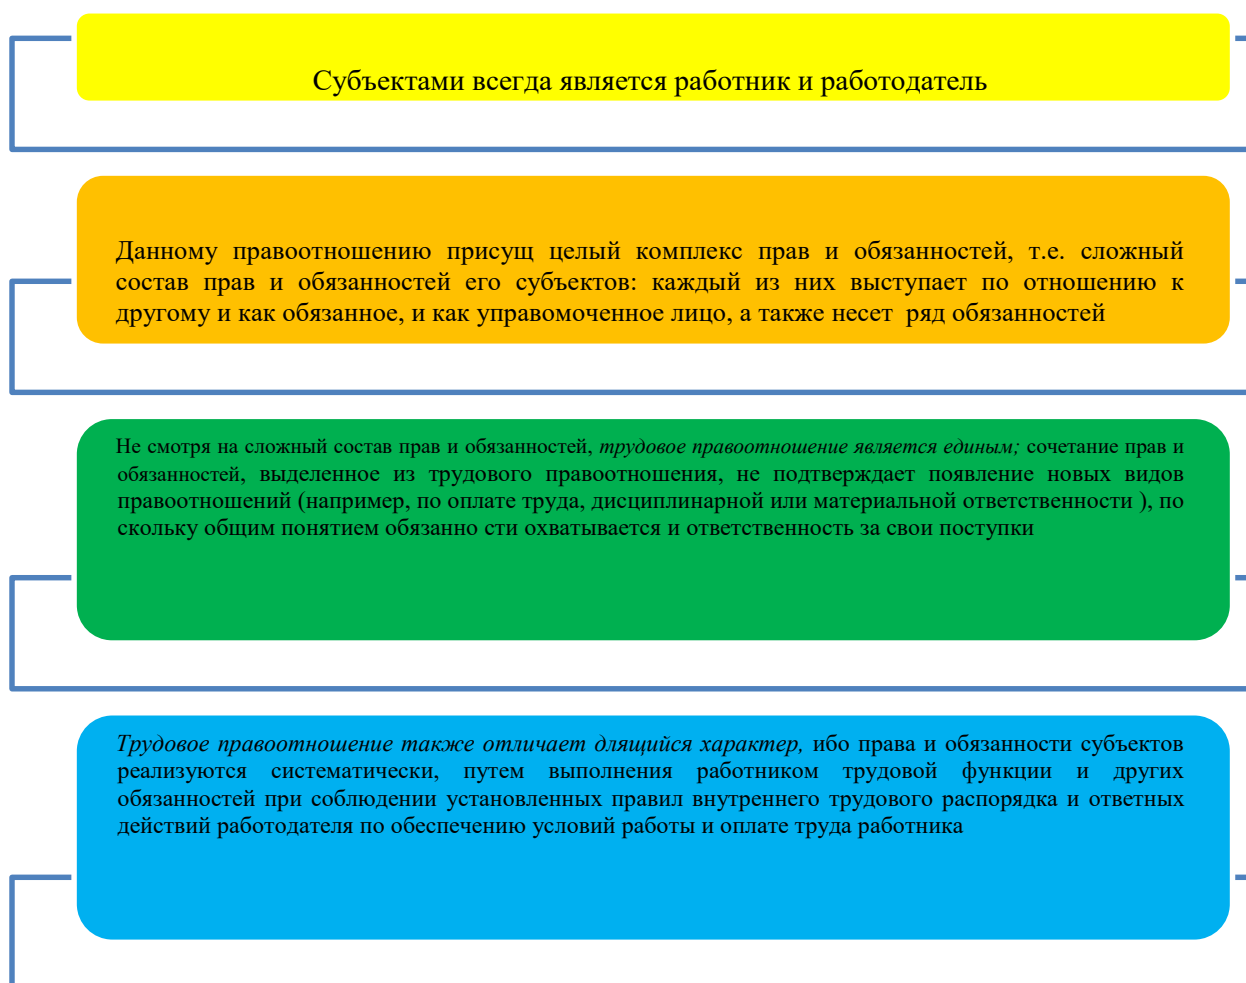 Субъектами всегда является работник и работодатель
Данному правоотношению присущ целый комплекс прав и обязанностей, т.е. сложный
состав прав и обязанностей его субъектов: каждый из них выступает по отношению к
другому и как обязанное, и как управомоченное лицо, а также несет ряд обязанностей
Не смотря на сложный состав прав и обязанностей, трудовое правоотношение является единым; сочетание прав и
обязанностей, выделенное из трудового правоотношения, не подтверждает появление новых видов
правоотношений (например, по оплате труда, дисциплинарной или материальной ответственности ), по
скольку общим понятием обязанно сти охватывается и ответственность за свои поступки
Трудовое правоотношение также отличает длящийся характер, ибо права и обязанности субъектов
реализуются систематически, путем выполнения работником трудовой функции и других
обязанностей при соблюдении установленных правил внутреннего трудового распорядка и ответных
действий работодателя по обеспечению условий работы и оплате труда работника